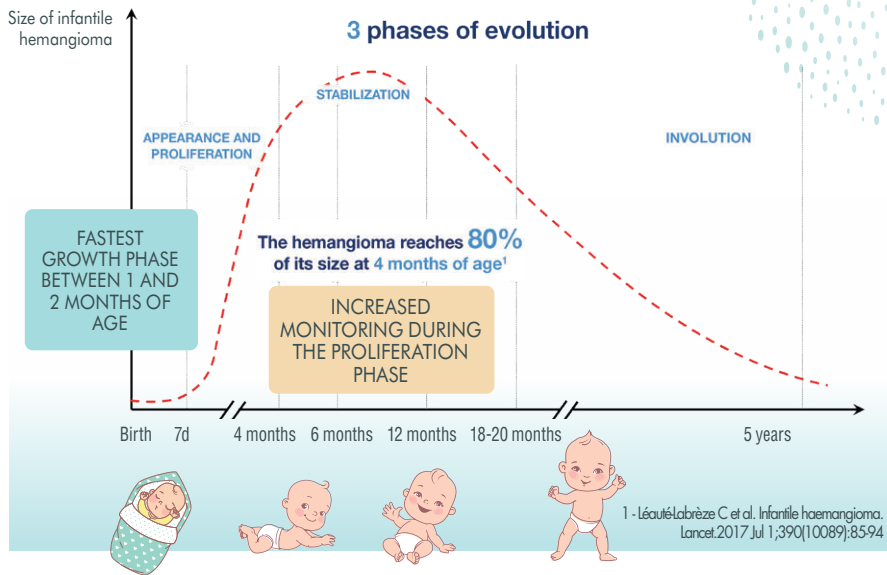 Size of infantile
hemangioma
3 phases of evolution
STABILIZATION
APPEARANCE AND
PROLIFERATION
INVOLUTION
FASTEST
GROWTH PHASE
BETWEEN 1 AND
2 MONTHS OF
AGE
The hemangioma reaches 80%
of its size at 4 months of age¹
INCREASED
MONITORING DURING
THE PROLIFERATION
PHASE
Birth 7d 4 months 6 months 12 months 18-20 months 5 years
1 - Léauté-Labrèze C et al. Infantile haemangioma.
Lancet.2017 Jul 1;390(10089):85-94